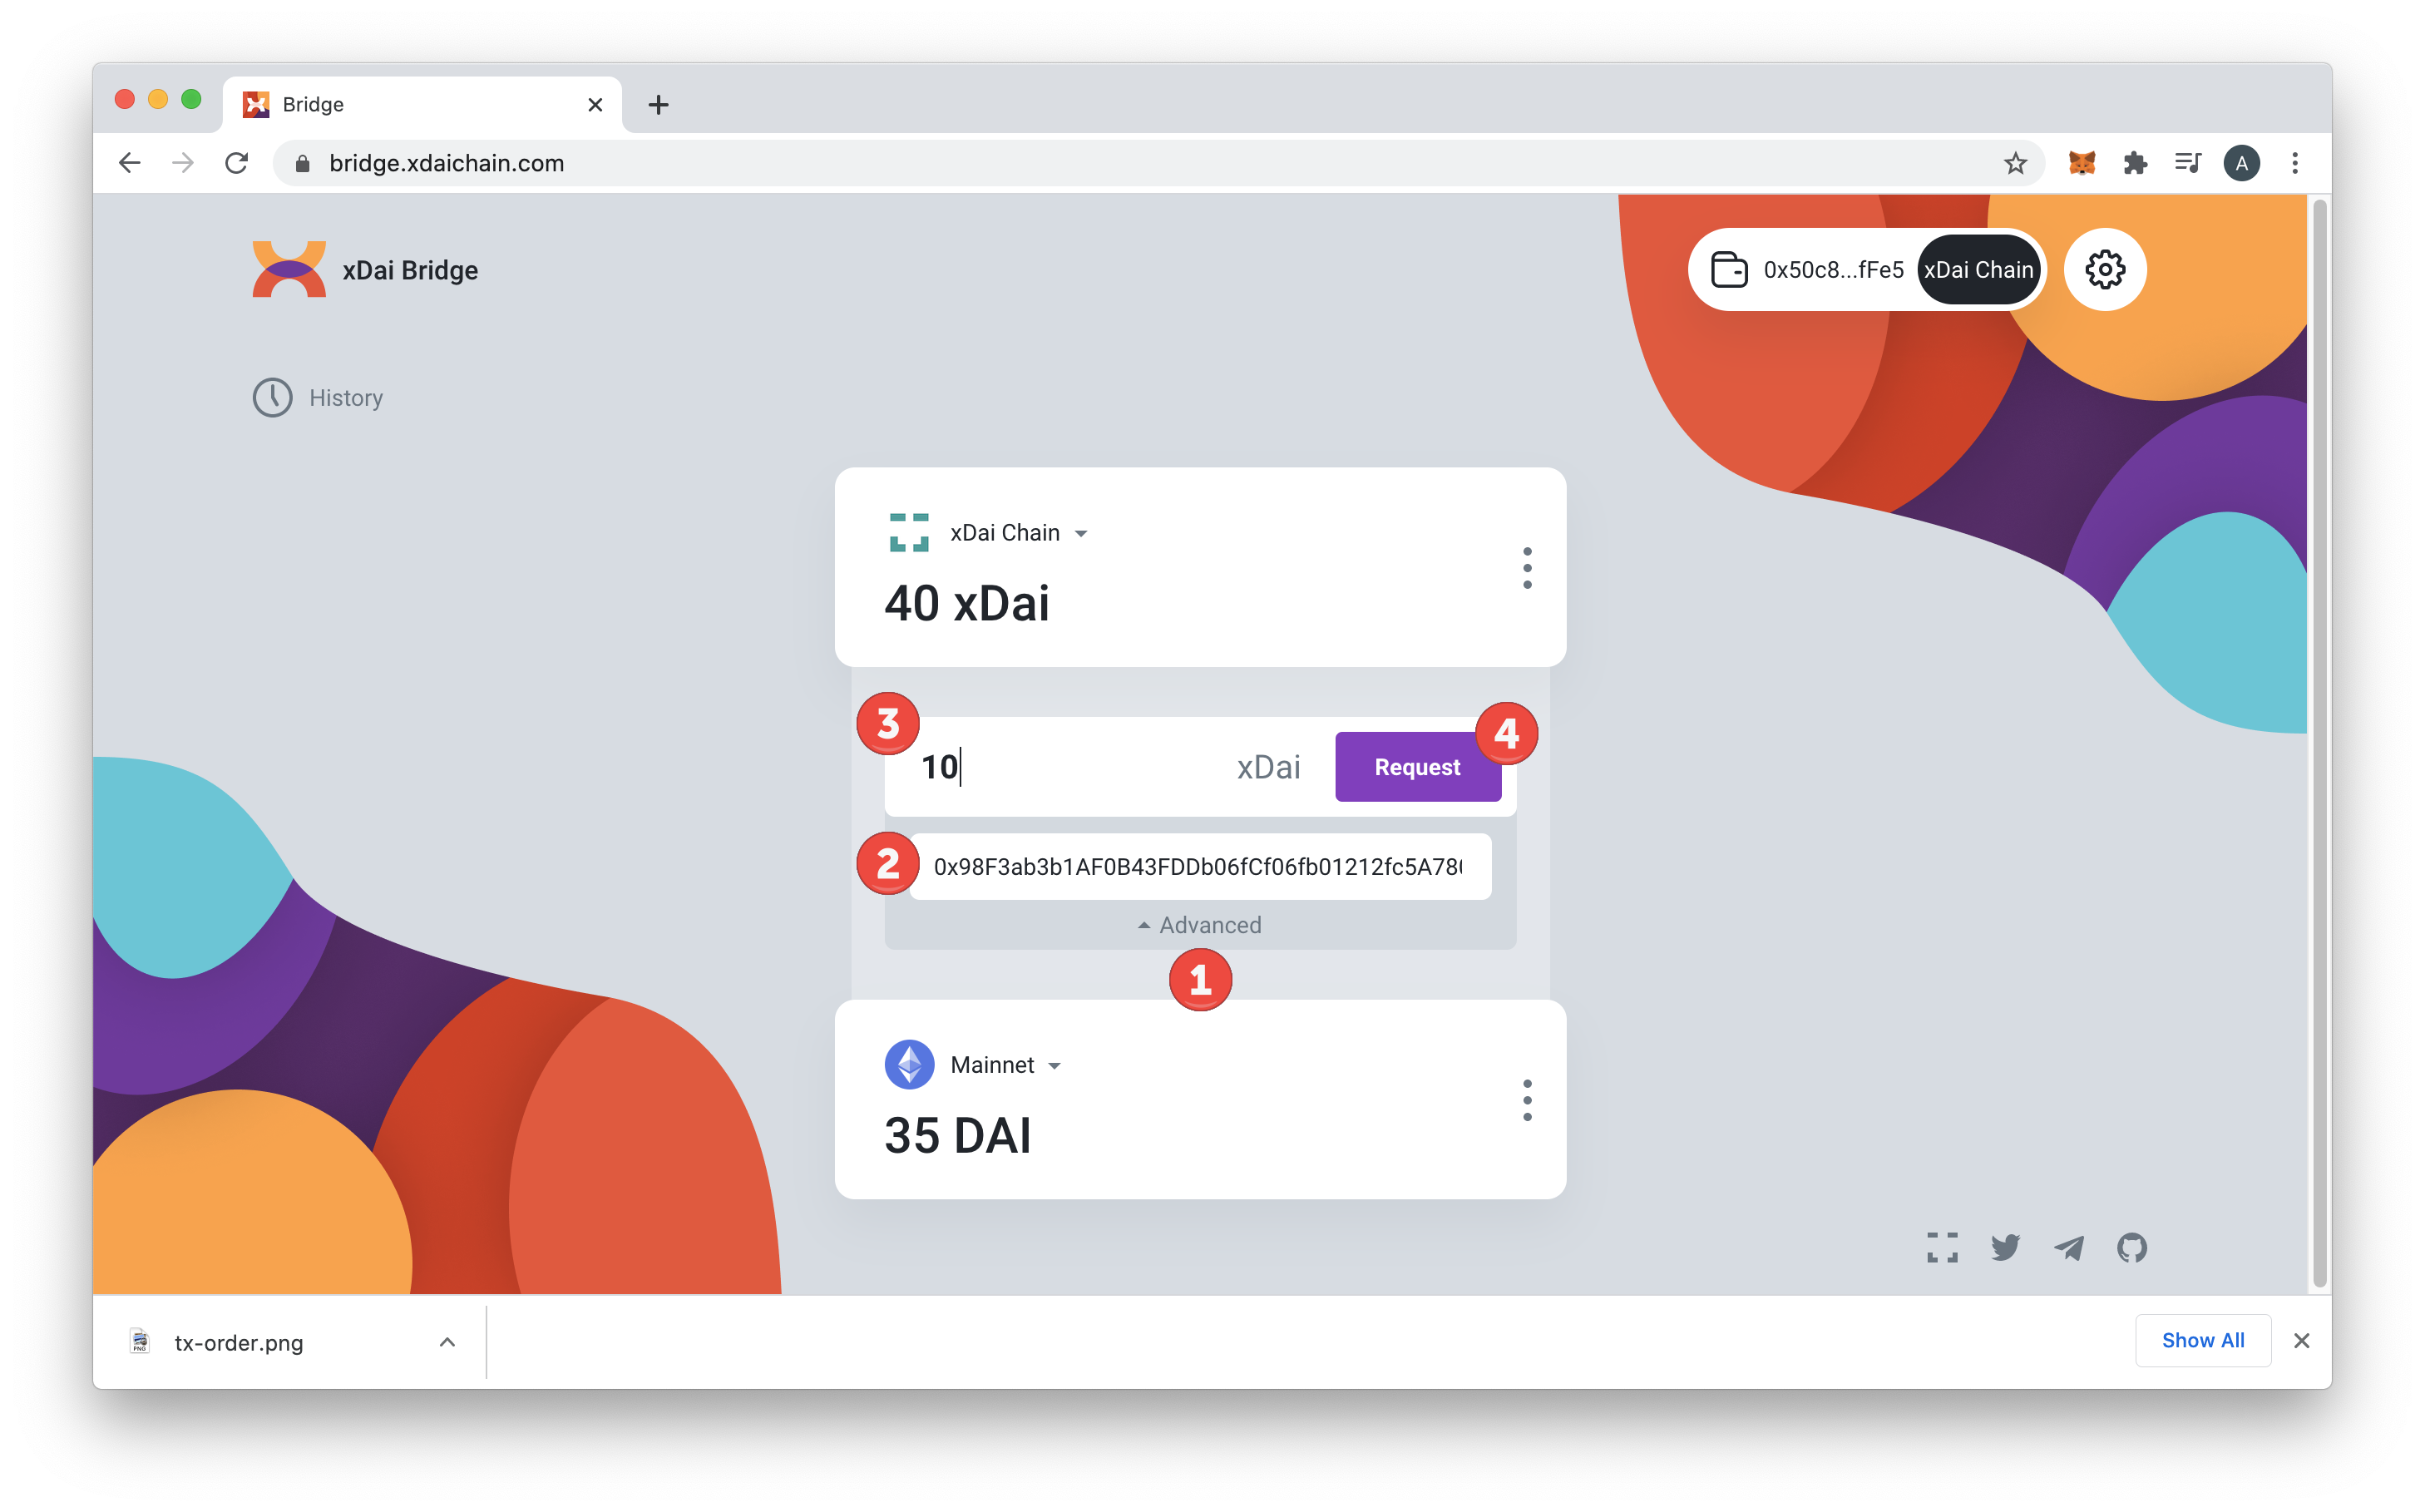 Bridge
bridge.xdaichain.com
A
xDai Bridge
0x50c8...fFe5
xDai Chain
History
xDai Chain
40 xDai
3
4
10
xDai
Request
2
0x98F3ab3b1AF0B43FDDb06fCf06fb01212fc5A78
Advanced
1
Mainnet
35 DAI
PNG
tx-order.png
Show All